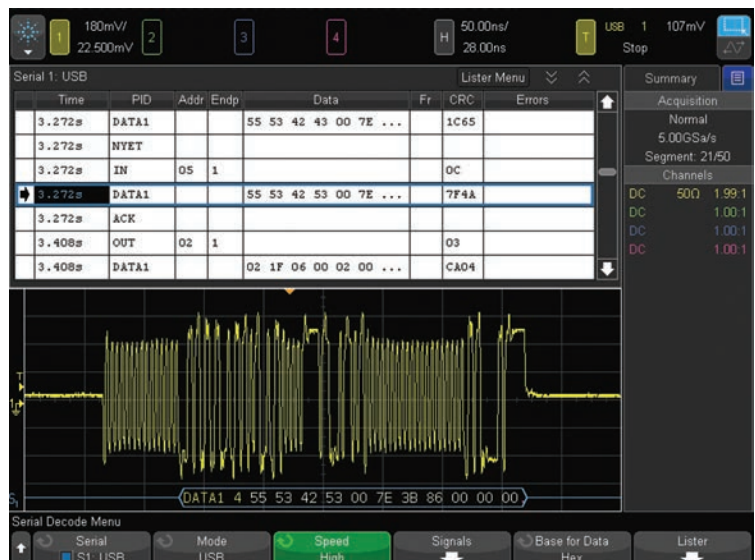 1 180mV/ 2 3 4 H 50.00ns/ T USB 1 107mV
22.500mV 28.00ns Stop
Serial 1: USB Lister Menu Summary
Time PID Addr Endp Data Fr CRC Errors
3.272s DATA1 55 53 42 43 00 7E ... 1C65
3.272s NYET
3.272s IN 05 1 0C
3.272s DATA1 55 53 42 53 00 7E ... 7F4A
3.272s ACK
3.408s OUT 02 1 03
3.408s DATA1 02 1F 06 00 02 00 ... CA04
Acquisition
Normal
5.00GSa/s
Segment: 21/50
Channels
DC 50Ω 1.99:1
DC 1.00:1
DC 1.00:1
DC 1.00:1
T
1
S1 DATA1 4 55 53 42 53 00 7E 3B 86 00 00 00
Serial Decode Menu
Serial Mode Speed Signals Base for Data Lister
S1: USB USB High Hex